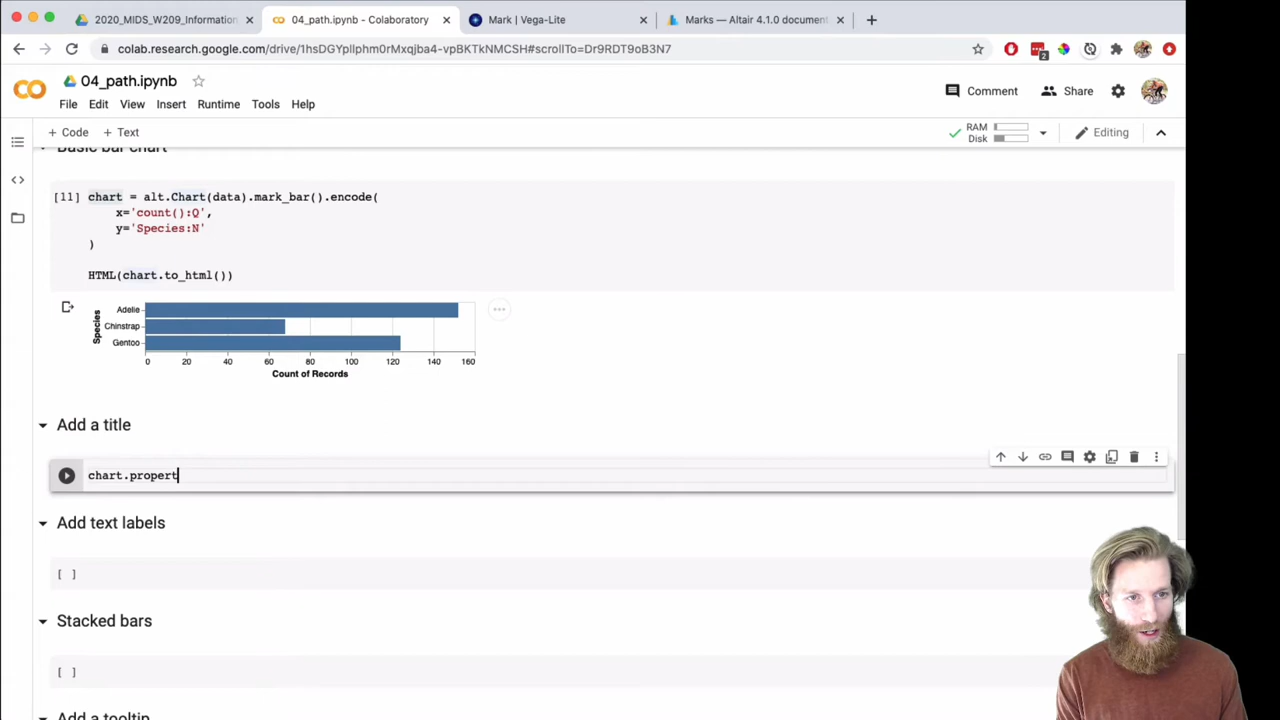 2020_MIDS_W209_Information
04_path.ipynb - Colaboratory
Mark | Vega-Lite
Marks — Altair 4.1.0 document
colab.research.google.com/drive/1hsDGYpIlphm0rMxqjba4-vpBKTkNMCSH#scrollTo=Dr9RDT9oB3N7
2
04_path.ipynb
File Edit View Insert Runtime Tools Help
Comment Share
+ Code + Text
RAM
Disk
Editing
Basic bar chart
[11] chart = alt.Chart(data).mark_bar().encode(
x='count():Q',
y='Species:N'
)
HTML(chart.to_html())
Species
Adelie
Chinstrap
Gentoo
0 20 40 60 80 100 120 140 160
Count of Records
Add a title
chart.propert
Add text labels
[ ]
Stacked bars
[ ]
Add a tooltip